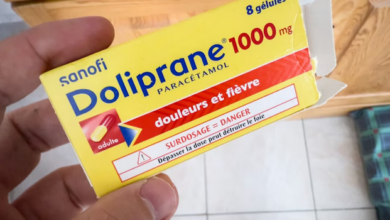 8 gélules
sanofi
Doliprane® 1000 mg
PARACÉTAMOL
douleurs et fièvre
adulte
SURDOSAGE = DANGER
Dépasser la dose peut détruire le foie